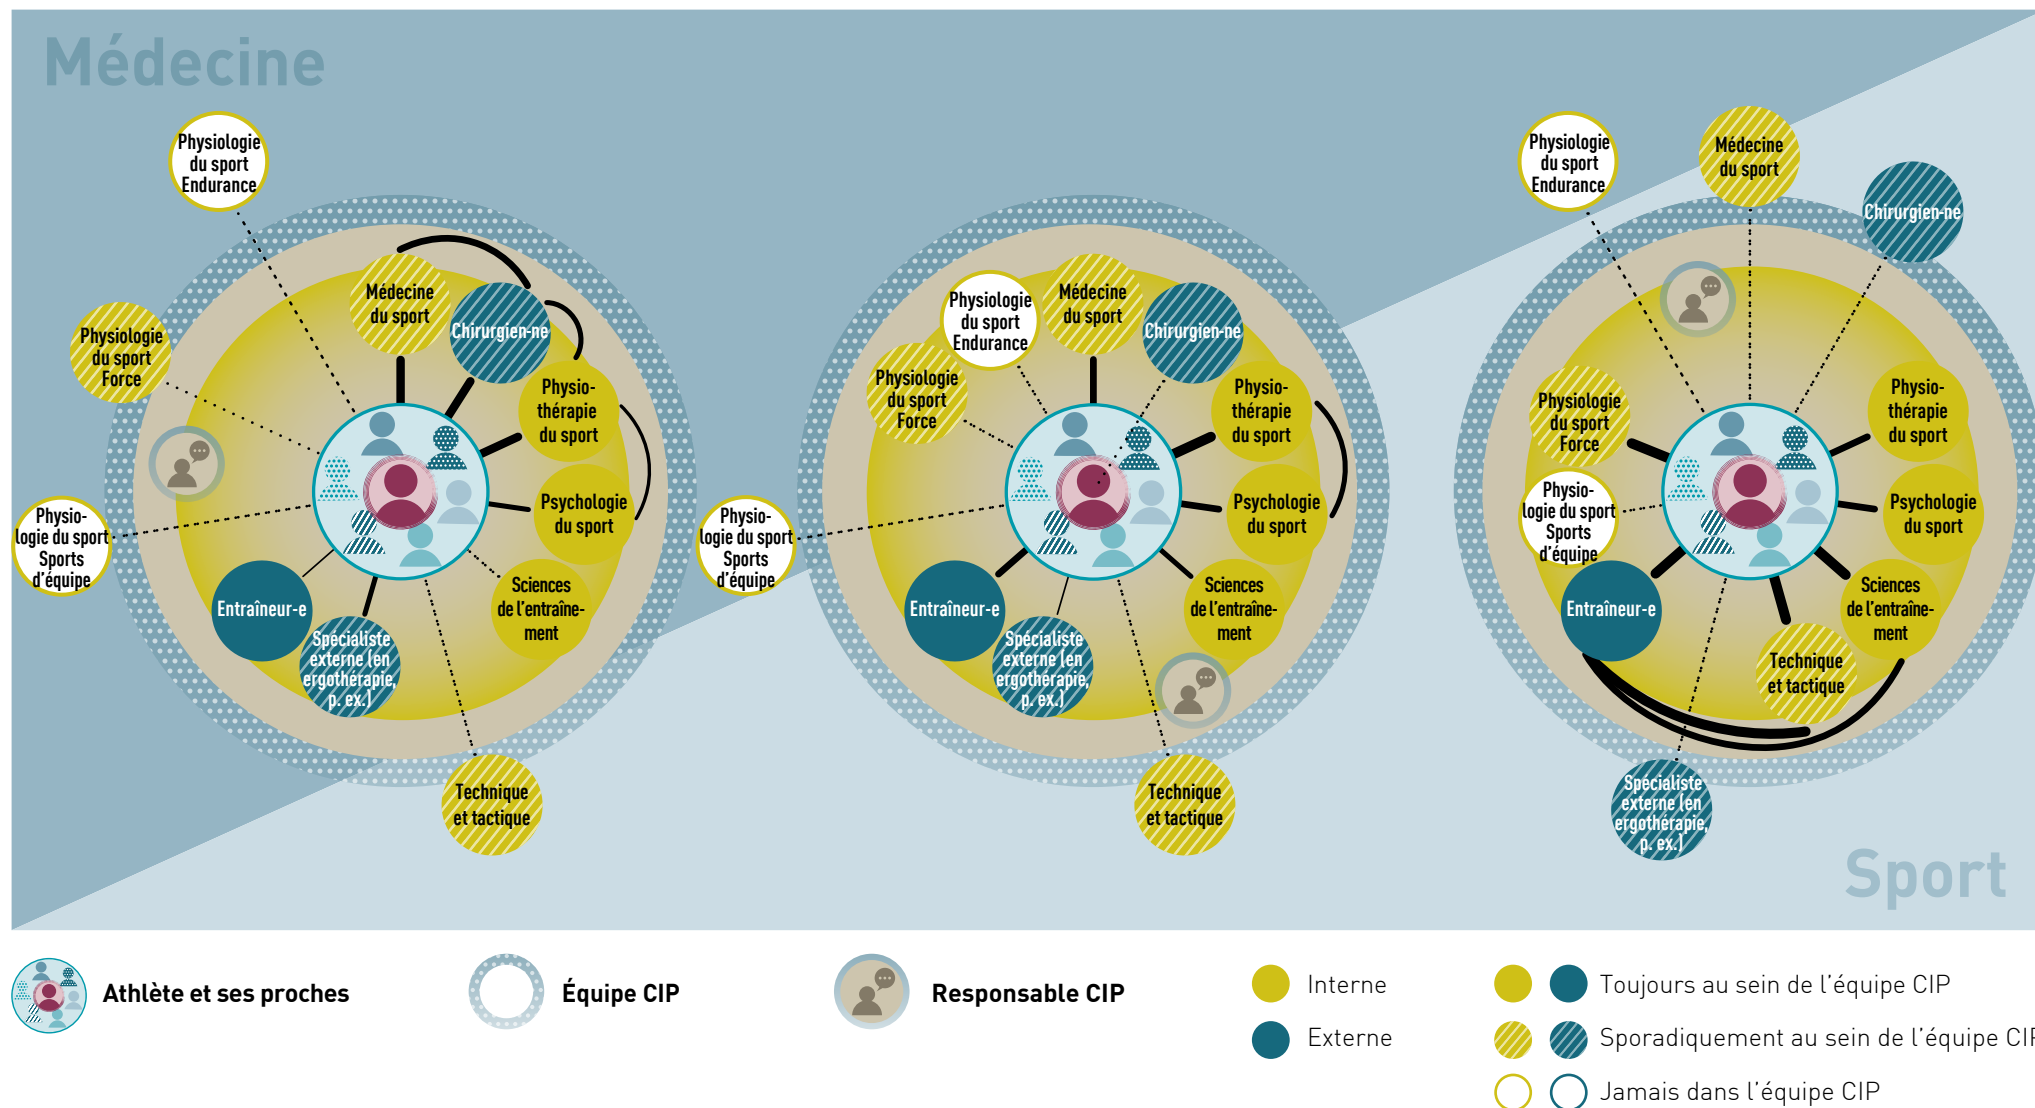 Médecine
Physiologie
du sport
Endurance
Physiologie
du sport
Force
Physio-
logie du sport
Sports
d'équipe
Médecine
du sport
Chirurgien-ne
Physio-
thérapie
du sport
Psychologie
du sport
Sciences
de l'entraîne-
ment
Entraîneur-e
Spécialiste
externe (en
ergothérapie,
p. ex.)
Technique
et tactique
Physiologie
du sport
Endurance
Physiologie
du sport
Force
Physio-
logie du sport
Sports
d'équipe
Médecine
du sport
Chirurgien-ne
Physio-
thérapie
du sport
Psychologie
du sport
Sciences
de l'entraîne-
ment
Entraîneur-e
Spécialiste
externe (en
ergothérapie,
p. ex.)
Technique
et tactique
Physiologie
du sport
Endurance
Médecine
du sport
Chirurgien-ne
Physiologie
du sport
Force
Physio-
logie du sport
Sports
d'équipe
Physio-
thérapie
du sport
Psychologie
du sport
Sciences
de l'entraîne-
ment
Entraîneur-e
Technique
et tactique
Spécialiste
externe (en
ergothérapie,
p. ex.)
Sport
Athlète et ses proches
Équipe CIP
Responsable CIP
Interne
Externe
Toujours au sein de l'équipe CIP
Sporadiquement au sein de l'équipe CIP
Jamais dans l'équipe CIP